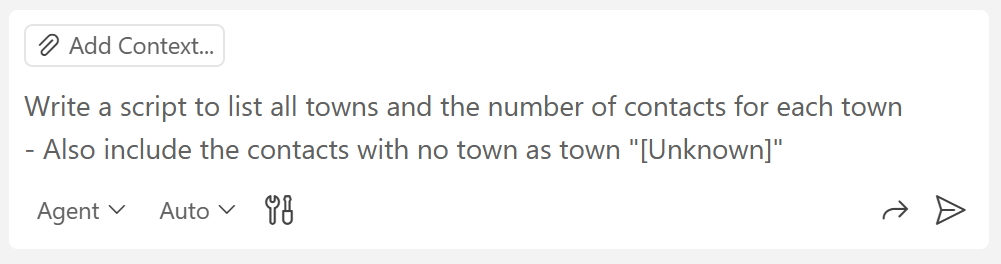 Add Context...
Write a script to list all towns and the number of contacts for each town
- Also include the contacts with no town as town "[Unknown]"
Agent Auto